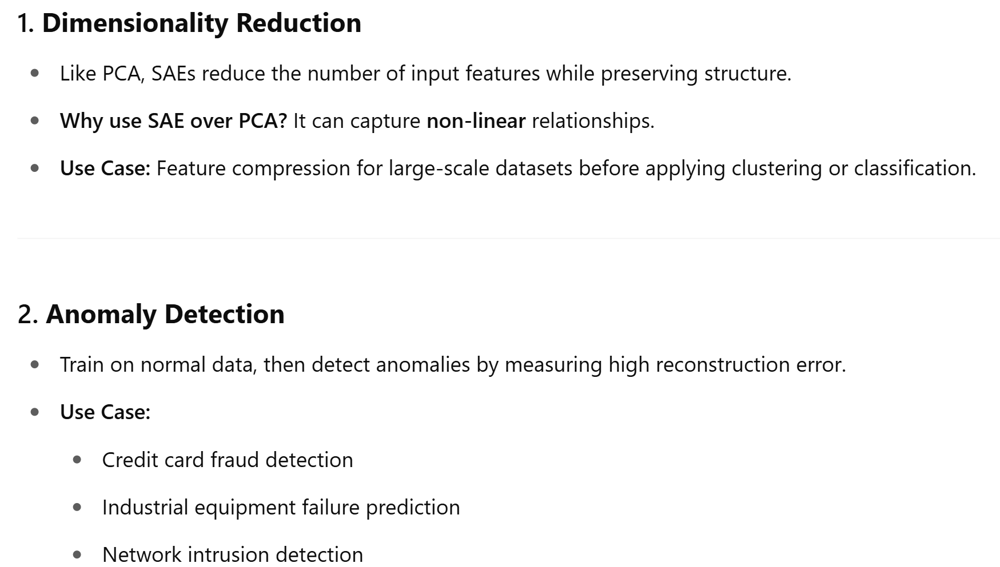 1. Dimensionality Reduction
• Like PCA, SAEs reduce the number of input features while preserving structure.
• Why use SAE over PCA? It can capture non-linear relationships.
• Use Case: Feature compression for large-scale datasets before applying clustering or classification.
2. Anomaly Detection
• Train on normal data, then detect anomalies by measuring high reconstruction error.
• Use Case:
• Credit card fraud detection
• Industrial equipment failure prediction
• Network intrusion detection